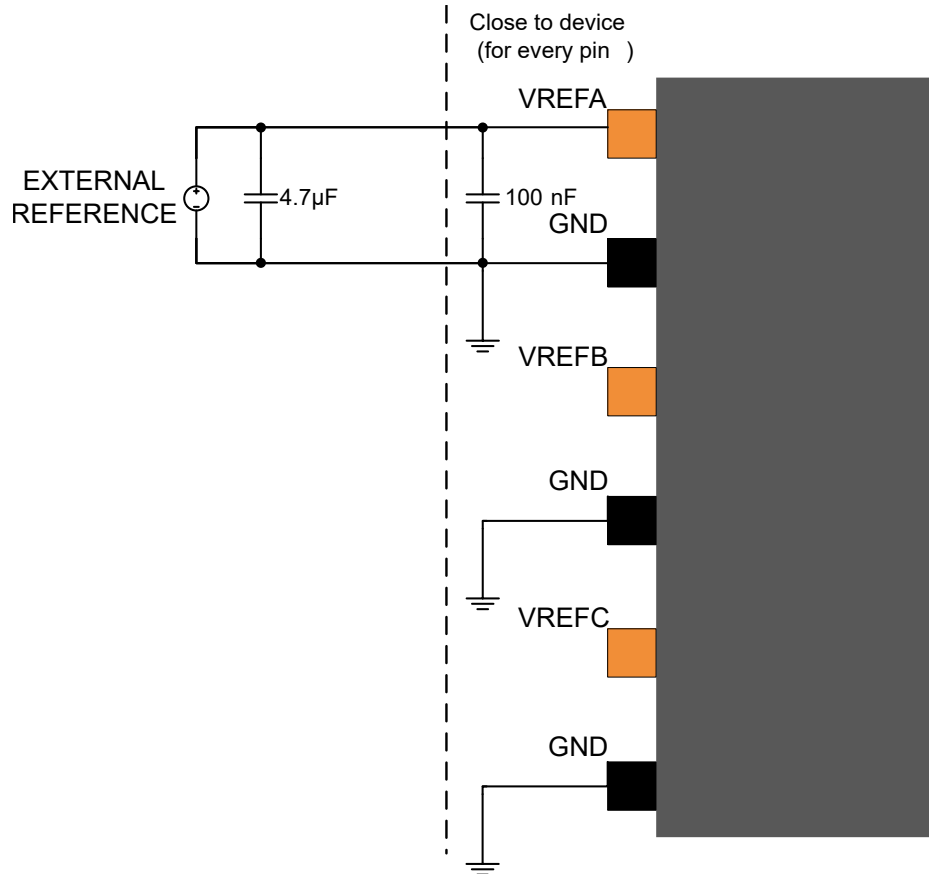 Close to device
(for every pin )
VREFA
EXTERNAL
REFERENCE
+
-
4.7µF
100 nF
GND
VREFB
GND
VREFC
GND